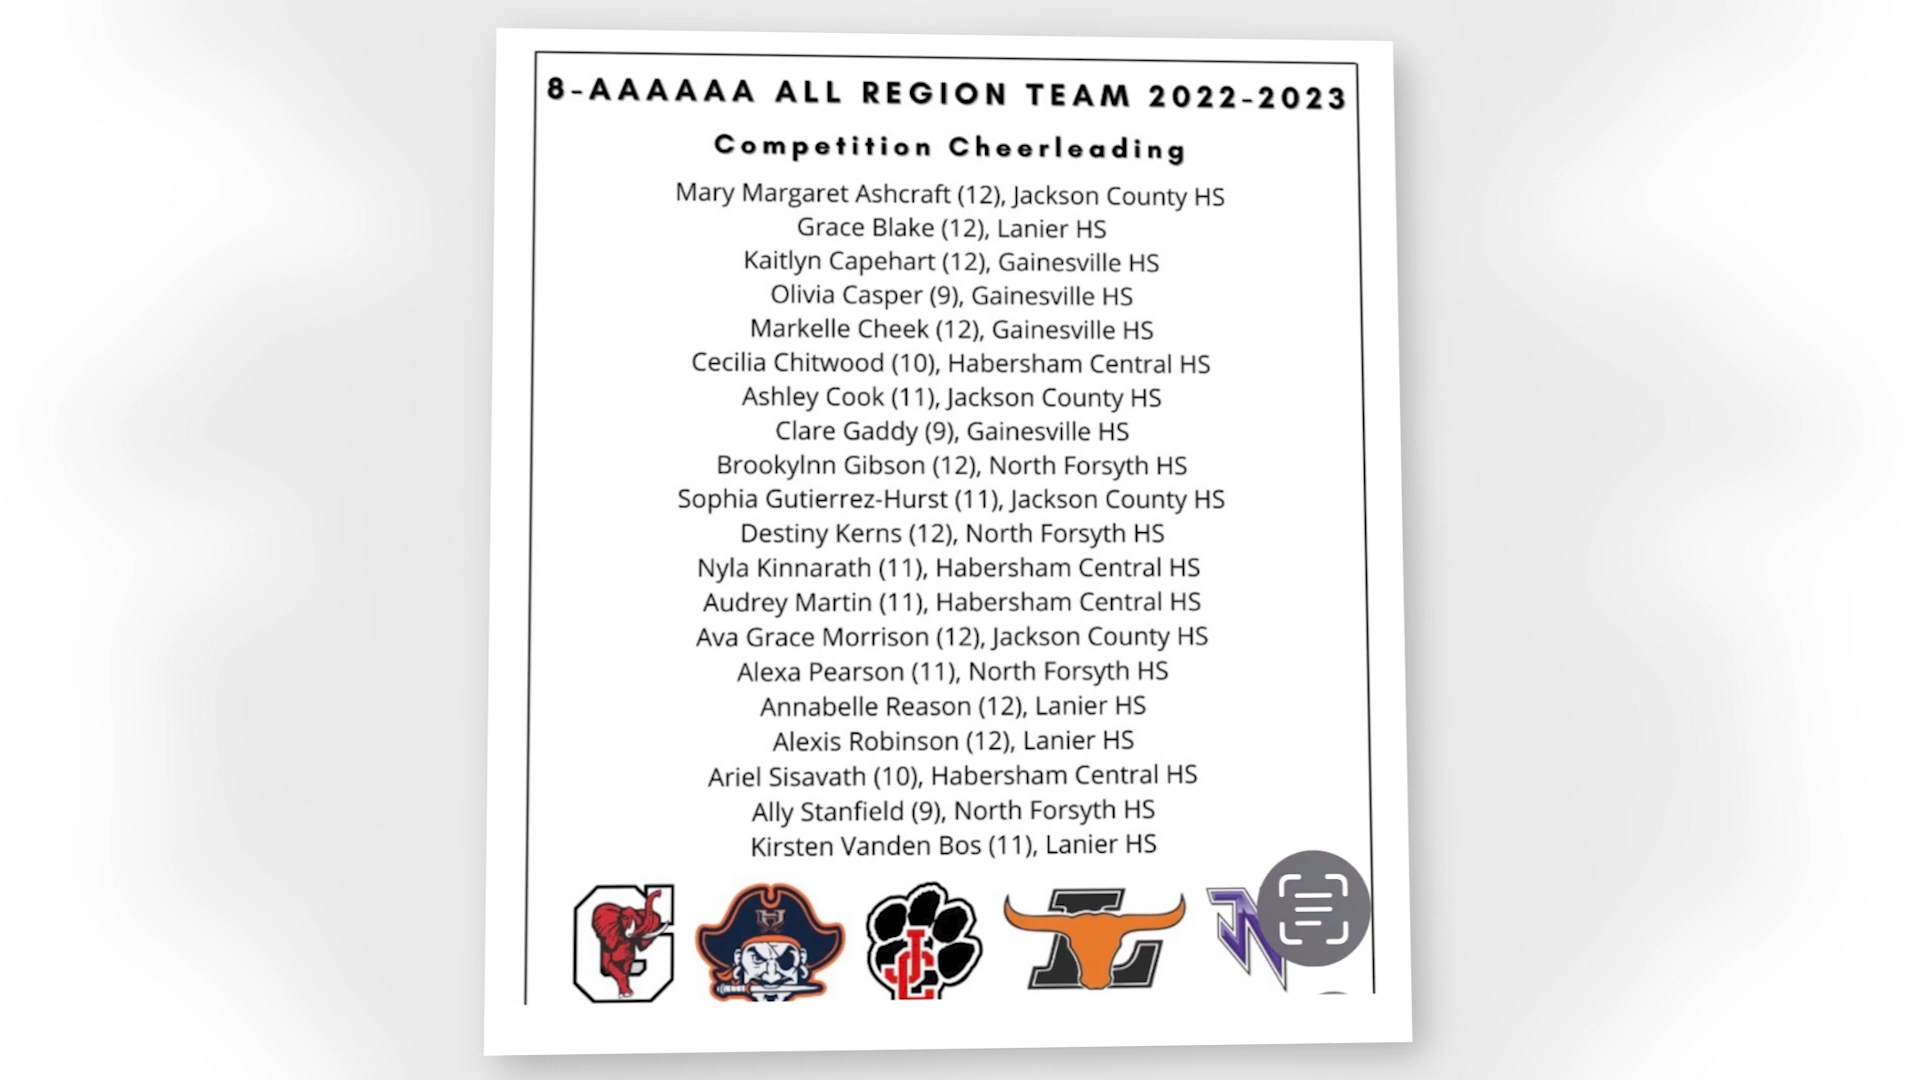 8-AAAAAA ALL REGION TEAM 2022-2023
Competition Cheerleading
Mary Margaret Ashcraft (12), Jackson County HS
Grace Blake (12), Lanier HS
Kaitlyn Capehart (12), Gainesville HS
Olivia Casper (9), Gainesville HS
Markelle Cheek (12), Gainesville HS
Cecilia Chitwood (10), Habersham Central HS
Ashley Cook (11), Jackson County HS
Clare Gaddy (9), Gainesville HS
Brookylnn Gibson (12), North Forsyth HS
Sophia Gutierrez-Hurst (11), Jackson County HS
Destiny Kerns (12), North Forsyth HS
Nyla Kinnarath (11), Habersham Central HS
Audrey Martin (11), Habersham Central HS
Ava Grace Morrison (12), Jackson County HS
Alexa Pearson (11), North Forsyth HS
Annabelle Reason (12), Lanier HS
Alexis Robinson (12), Lanier HS
Ariel Sisavath (10), Habersham Central HS
Ally Stanfield (9), North Forsyth HS
Kirsten Vanden Bos (11), Lanier HS
G H JC L N